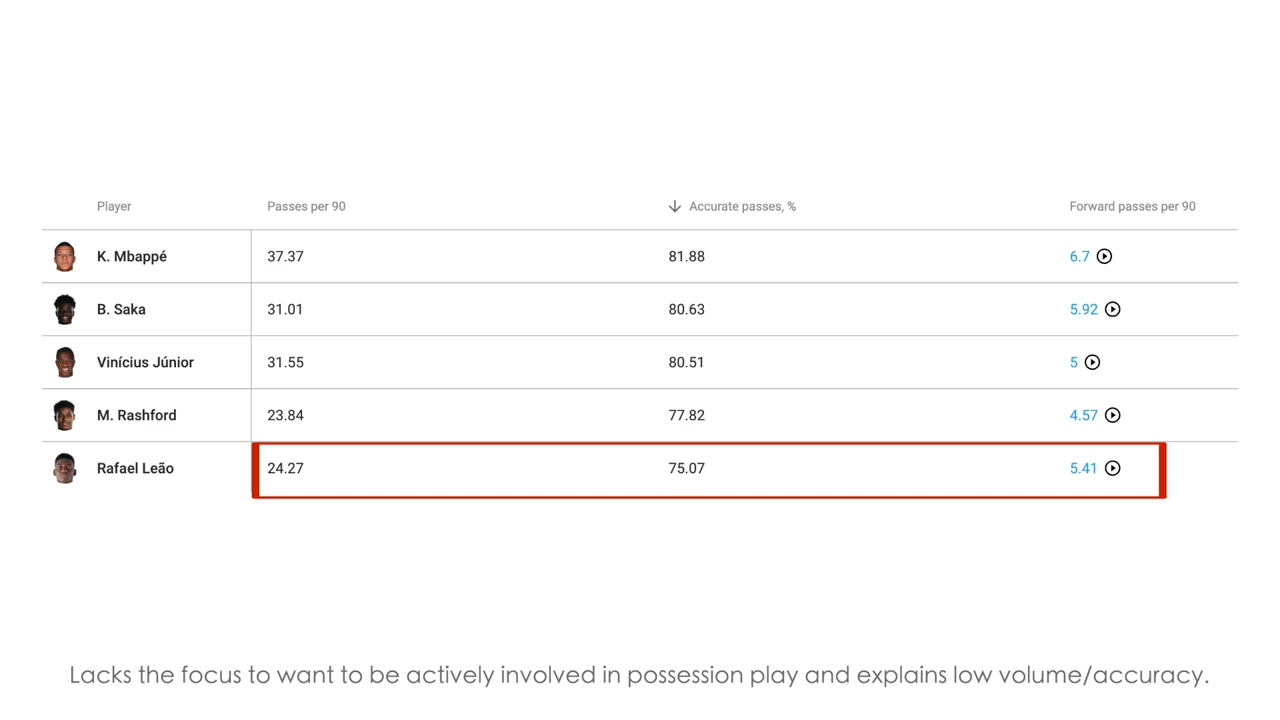 Player Passes per 90 Accurate passes, % Forward passes per 90
K. Mbappé 37.37 81.88 6.7
B. Saka 31.01 80.63 5.92
Vinícius Júnior 31.55 80.51 5
M. Rashford 23.84 77.82 4.57
Rafael Leão 24.27 75.07 5.41
Lacks the focus to want to be actively involved in possession play and explains low volume/accuracy.